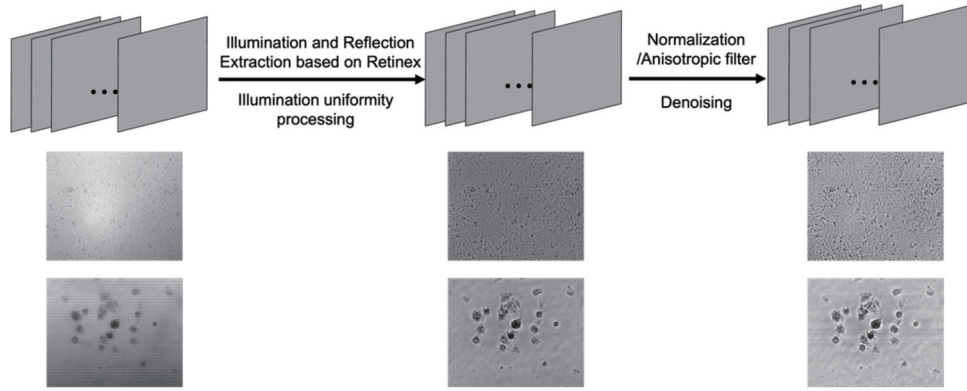 Illumination and Reflection
Extraction based on Retinex
Illumination uniformity
processing
Normalization
/Anisotropic filter
Denoising